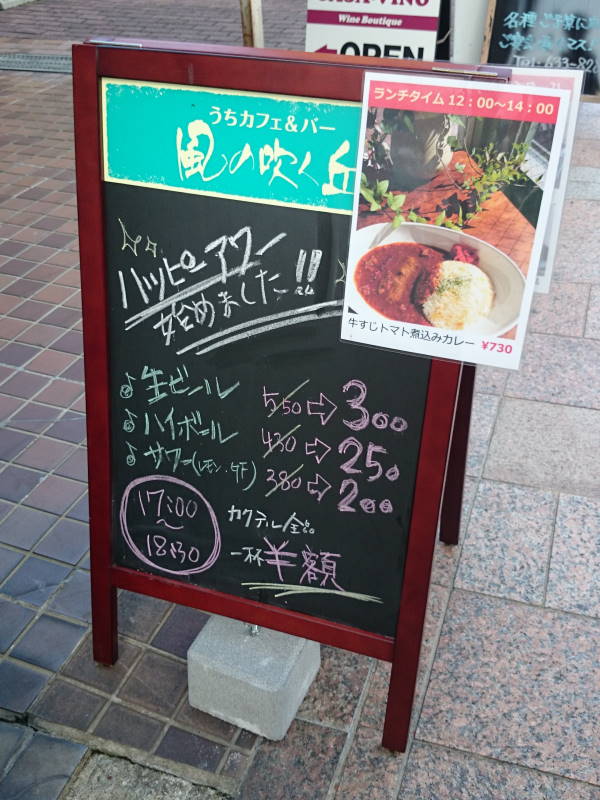 CASA-VINO
Wine Boutique
OPEN
うちカフェ&バー
風の吹く丘
ハッピーアワー
始めました!!
生ビール 550⇨300
ハイボール 430⇨250
サワー(レモン・
380⇨200
17:00
~
18:30
カクテル全品
一杯半額
ランチタイム 12:00~14:00
牛すじトマト煮込みカレー ¥730